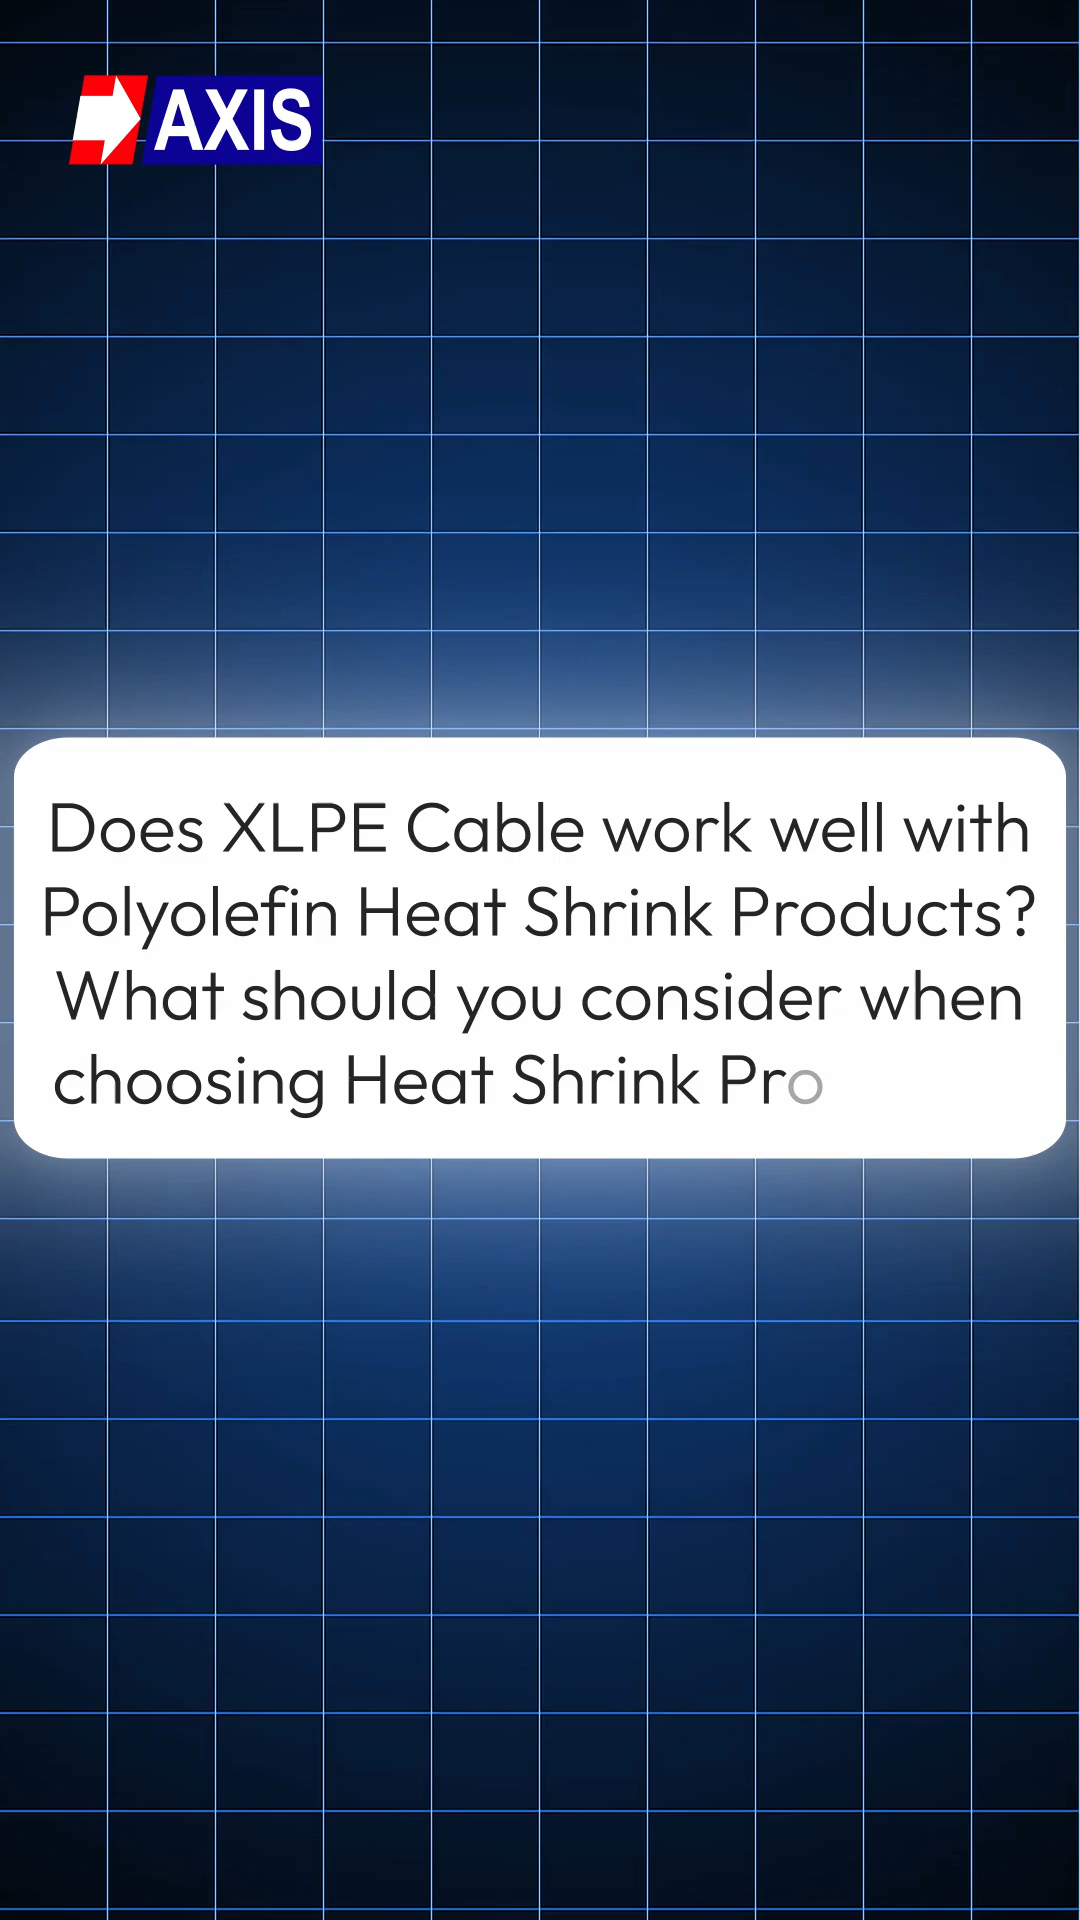 AXIS
Does XLPE Cable work well with
Polyolefin Heat Shrink Products?
What should you consider when
choosing Heat Shrink Pro